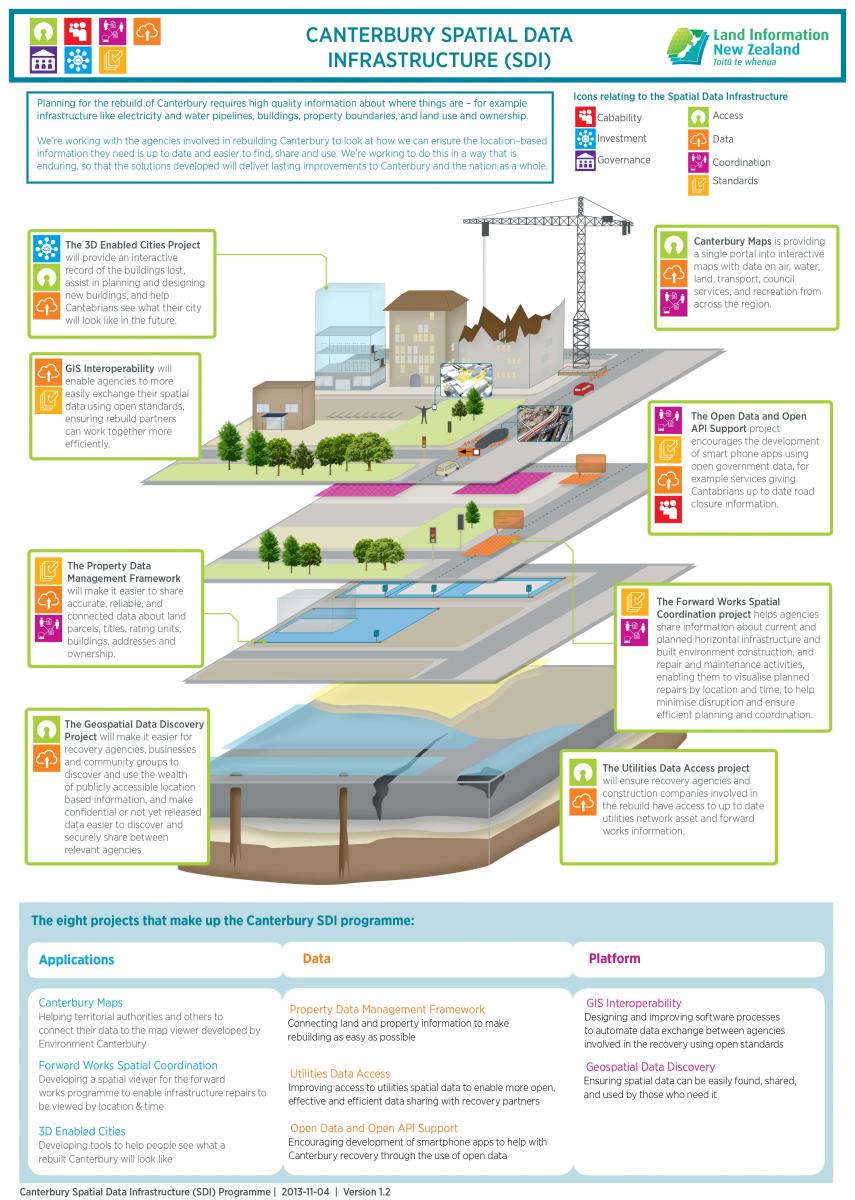 CANTERBURY SPATIAL DATA
INFRASTRUCTURE (SDI)
Land Information
New Zealand
Toitū te whenua
Planning for the rebuild of Canterbury requires high quality information about where things are – for example
infrastructure like electricity and water pipelines, buildings, property boundaries, and land use and ownership.
We're working with the agencies involved in rebuilding Canterbury to look at how we can ensure the location–based
information they need is up to date and easier to find, share and use. We're working to do this in a way that is
enduring, so that the solutions developed will deliver lasting improvements to Canterbury and the nation as a whole.
Icons relating to the Spatial Data Infrastructure
Cabability
Investment
Governance
Access
Data
Coordination
Standards
The 3D Enabled Cities Project
will provide an interactive
record of the buildings lost,
assist in planning and designing
new buildings, and help
Cantabrians see what their city
will look like in the future.
Canterbury Maps is providing
a single portal into interactive
maps with data on air, water,
land, transport, council
services, and recreation from
across the region.
GIS Interoperability will
enable agencies to more
easily exchange their spatial
data using open standards,
ensuring rebuild partners
can work together more
efficiently.
The Open Data and Open
API Support project
encourages the development
of smart phone apps using
open government data, for
example services giving
Cantabrians up to date road
closure information.
The Property Data
Management Framework
will make it easier to share
accurate, reliable, and
connected data about land
parcels, titles, rating units,
buildings, addresses and
ownership.
The Forward Works Spatial
Coordination project helps agencies
share information about current and
planned horizontal infrastructure and
built environment construction, and
repair and maintenance activities,
enabling them to visualise planned
repairs by location and time, to help
minimise disruption and ensure
efficient planning and coordination.
The Geospatial Data Discovery
Project will make it easier for
recovery agencies, businesses
and community groups to
discover and use the wealth
of publicly accessible location
based information, and make
confidential or not yet released
data easier to discover and
securely share between
relevant agencies
The Utilities Data Access project
will ensure recovery agencies and
construction companies involved in
the rebuild have access to up to date
utilities network asset and forward
works information.
The eight projects that make up the Canterbury SDI programme:
Applications
Data
Platform
Canterbury Maps
Helping territorial authorities and others to
connect their data to the map viewer developed by
Environment Canterbury
Forward Works Spatial Coordination
Developing a spatial viewer for the forward
works programme to enable infrastructure repairs to
be viewed by location & time
3D Enabled Cities
Developing tools to help people see what a
rebuilt Canterbury will look like
Property Data Management Framework
Connecting land and property information to make
rebuilding as easy as possible
Utilities Data Access
Improving access to utilities spatial data to enable more open,
effective and efficient data sharing with recovery partners
Open Data and Open API Support
Encouraging development of smartphone apps to help with
Canterbury recovery through the use of open data
GIS Interoperability
Designing and improving software processes
to automate data exchange between agencies
involved in the recovery using open standards
Geospatial Data Discovery
Ensuring spatial data can be easily found, shared,
and used by those who need it
Canterbury Spatial Data Infrastructure (SDI) Programme | 2013-11-04 | Version 1.2